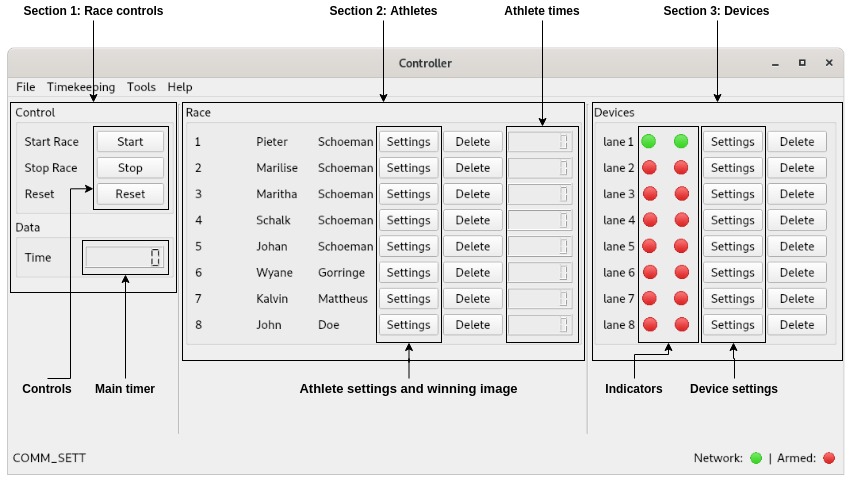 Section 1: Race controls
Section 2: Athletes
Athlete times
Section 3: Devices
Controller
File Timekeeping Tools Help
Control
Start Race Start
Stop Race Stop
Reset Reset
Data
Time 0
Race
1 Pieter Schoeman Settings Delete 0
2 Marilise Schoeman Settings Delete 0
3 Maritha Schoeman Settings Delete 0
4 Schalk Schoeman Settings Delete 0
5 Johan Schoeman Settings Delete 0
6 Wyane Gorringe Settings Delete 0
7 Kalvin Mattheus Settings Delete 0
8 John Doe Settings Delete 0
Devices
lane 1 Settings Delete
lane 2 Settings Delete
lane 3 Settings Delete
lane 4 Settings Delete
lane 5 Settings Delete
lane 6 Settings Delete
lane 7 Settings Delete
lane 8 Settings Delete
Controls
Main timer
Athlete settings and winning image
Indicators
Device settings
COMM_SETT
Network: | Armed: